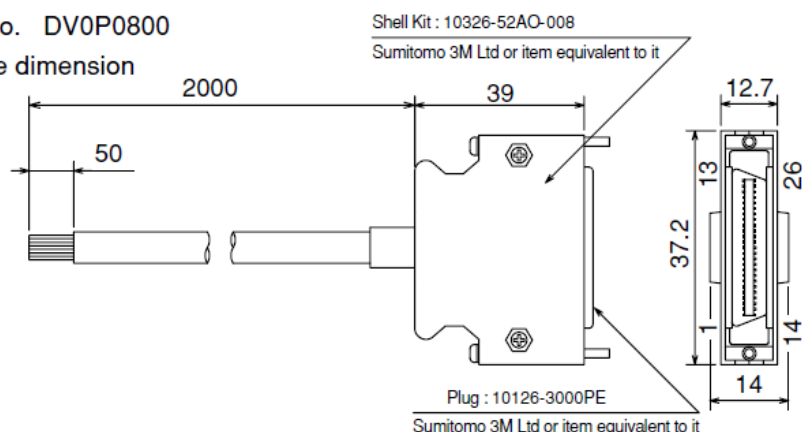 o. DV0P0800
Shell Kit : 10326-52AO-008
Sumitomo 3M Ltd or item equivalent to it
e dimension
2000
39
12.7
50
13
26
37.2
1
14
14
Plug : 10126-3000PE
Sumitomo 3M Ltd or item equivalent to it